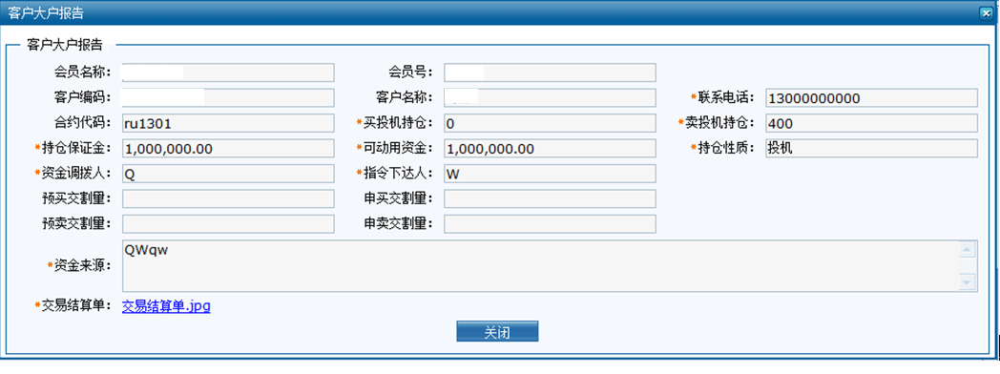 客户大户报告
客户大户报告
会员名称： 会员号：
客户编码： 客户名称： *联系电话： 13000000000
合约代码： ru1301 *买投机持仓： 0 *卖投机持仓： 400
*持仓保证金： 1,000,000.00 *可动用资金： 1,000,000.00 *持仓性质： 投机
*资金调拨人： Q *指令下达人： W
预买交割量： 申买交割量：
预卖交割量： 申卖交割量：
*资金来源： QWqw
*交易结算单： 交易结算单.jpg
关闭